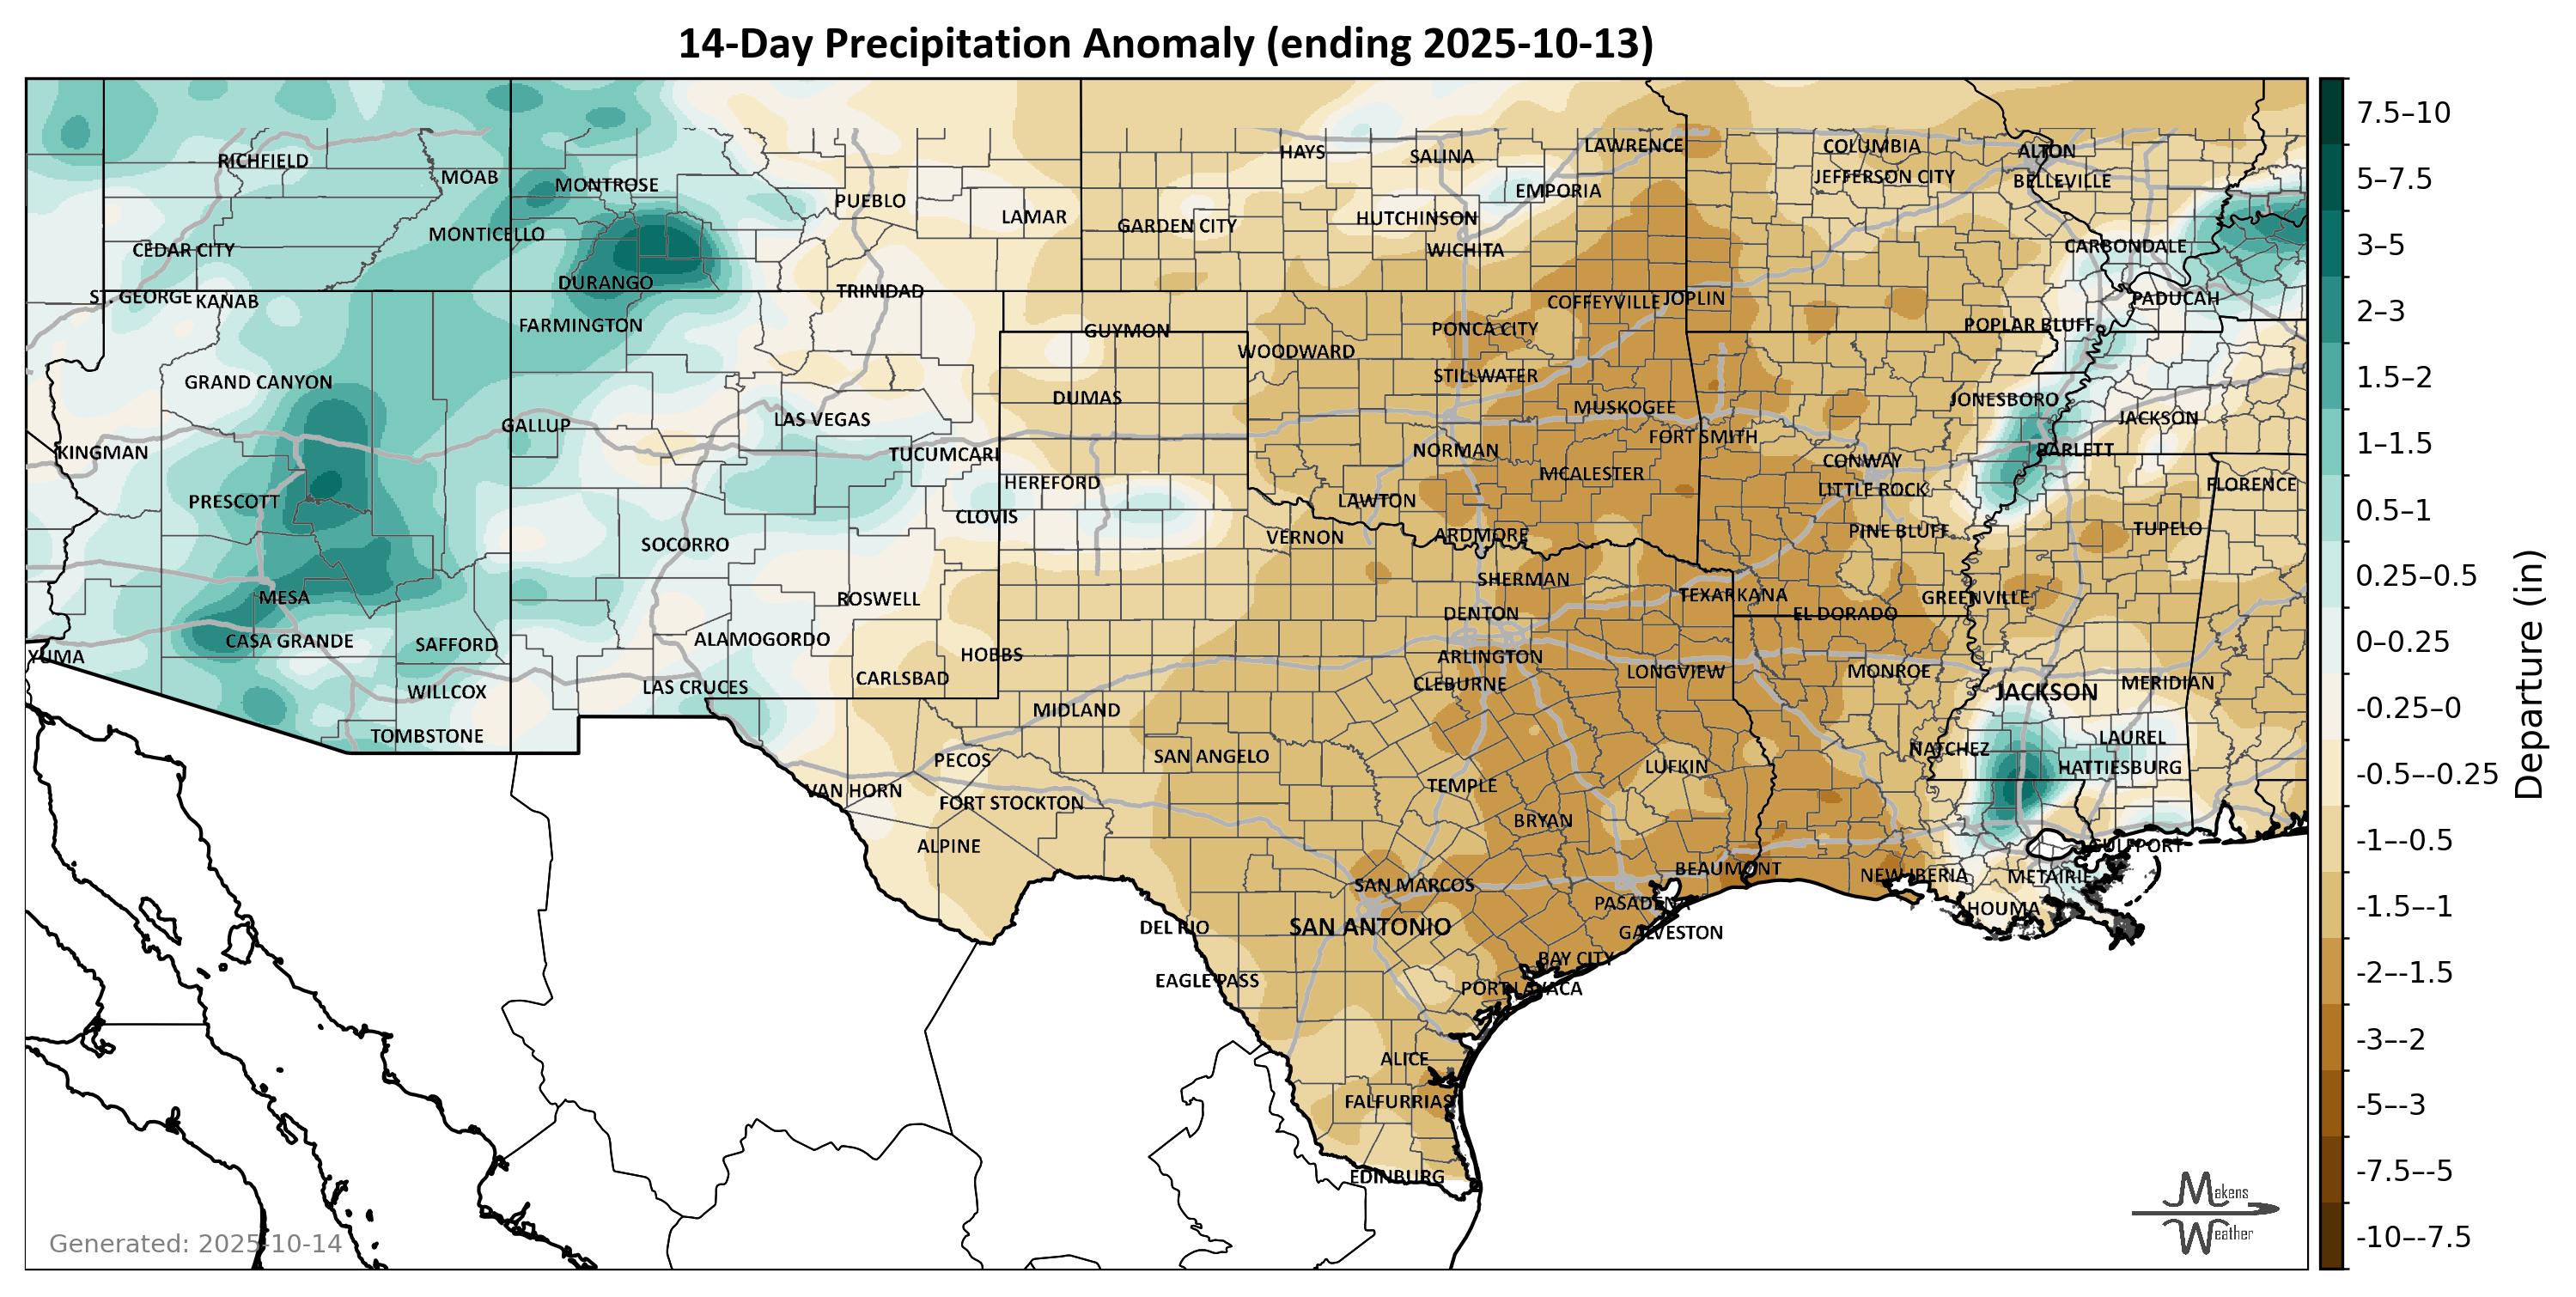 14-Day Precipitation Anomaly (ending 2025-10-13)
HAYS
SALINA
LAWRENCE
COLUMBIA
ALTON
RICHFIELD
MOAB
MONTROSE
PUEBLO
LAMAR
GARDEN CITY
HUTCHINSON
EMPORIA
JEFFERSON CITY
BELLEVILLE
CEDAR CITY
MONTICELLO
WICHITA
CARBONDALE
ST. GEORGE
KANAB
DURANGO
TRINIDAD
COFFEYVILLE
JOPLIN
PADUCAH
FARMINGTON
GUYMON
PONCA CITY
POPLAR BLUFF
WOODWARD
GRAND CANYON
STILLWATER
DUMAS
MUSKOGEE
JONESBORO
GALLUP
LAS VEGAS
JACKSON
KINGMAN
TUCUMCARI
NORMAN
FORT SMITH
BARLETT
PRESCOTT
HEREFORD
MCALESTER
CONWAY
LITTLE ROCK
FLORENCE
CLOVIS
LAWTON
SOCORRO
VERNON
ARDMORE
PINE BLUFF
TUPELO
MESA
ROSWELL
SHERMAN
TEXARKANA
GREENVILLE
CASA GRANDE
SAFFORD
ALAMOGORDO
DENTON
EL DORADO
YUMA
HOBBS
ARLINGTON
WILLCOX
LAS CRUCES
CARLSBAD
CLEBURNE
LONGVIEW
MONROE
JACKSON
MERIDIAN
TOMBSTONE
MIDLAND
PECOS
SAN ANGELO
NATCHEZ
LAUREL
VAN HORN
FORT STOCKTON
TEMPLE
LUFKIN
HATTIESBURG
ALPINE
BRYAN
GULFPORT
SAN MARCOS
BEAUMONT
NEW IBERIA
METAIRIE
DEL RIO
SAN ANTONIO
PASADENA
HOUMA
GALVESTON
EAGLE PASS
BAY CITY
PORT LAVACA
ALICE
FALFURRIAS
EDINBURG
Generated: 2025-10-14
Makens
Weather
7.5–10
5–7.5
3–5
2–3
1.5–2
1–1.5
0.5–1
0.25–0.5
0–0.25
-0.25–0
-0.5–-0.25
-1–-0.5
-1.5–-1
-2–-1.5
-3–-2
-5–-3
-7.5–-5
-10–-7.5
Departure (in)